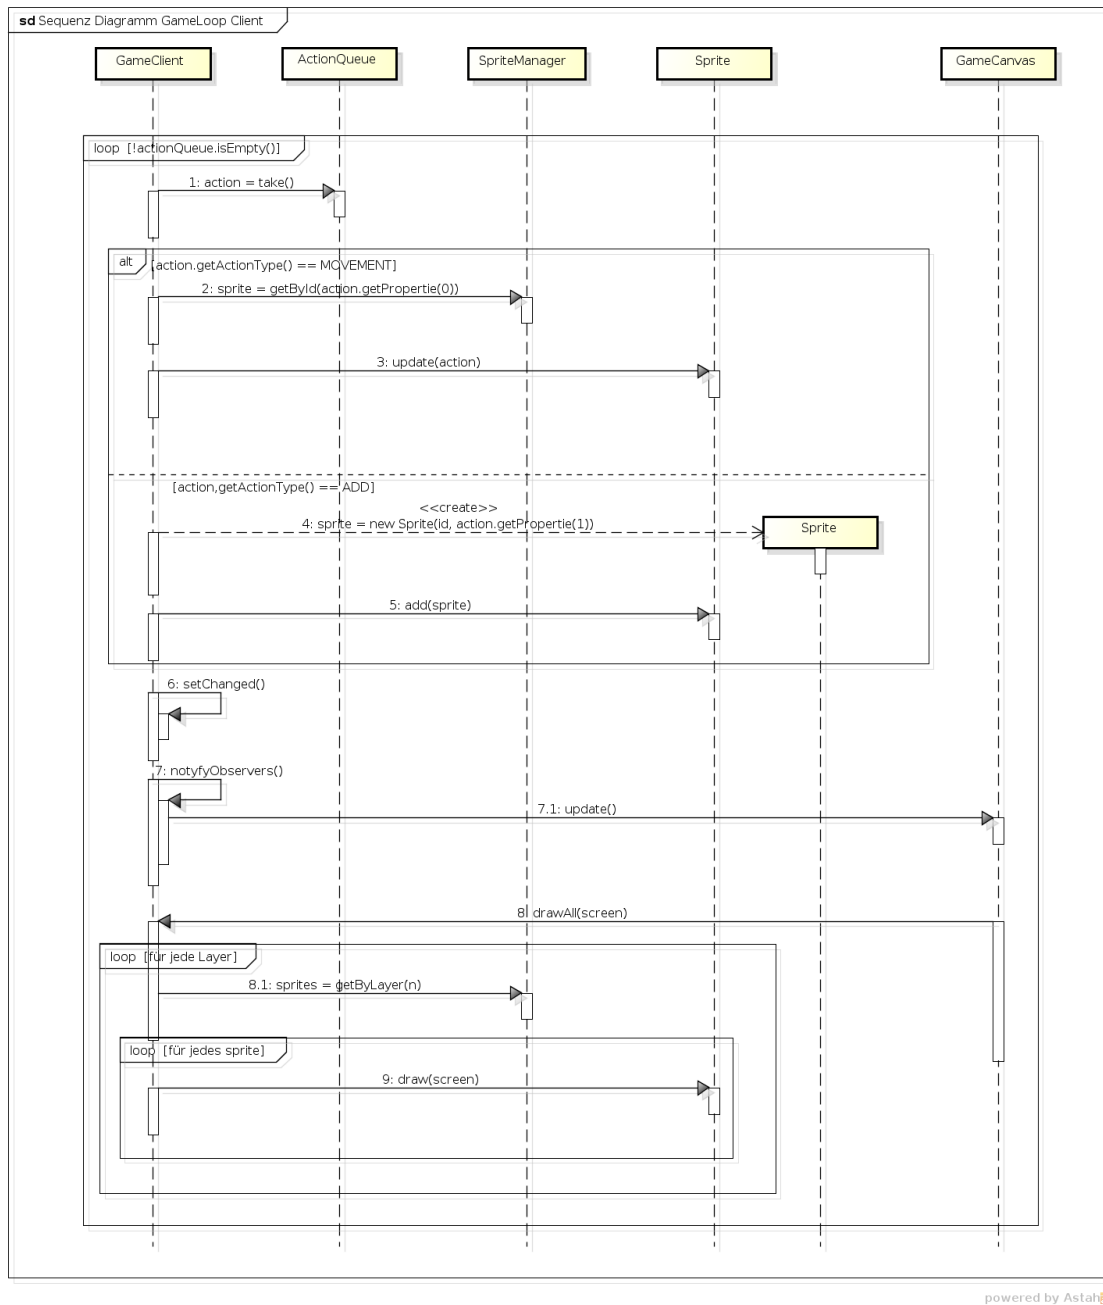 sd Sequenz Diagramm GameLoop Client
GameClient
ActionQueue
SpriteManager
Sprite
GameCanvas
loop [!actionQueue.isEmpty()]
1: action = take()
alt
[action.getActionType() == MOVEMENT]
2: sprite = getById(action.getPropertie(0))
3: update(action)
[action,getActionType() == ADD]
<<create>>
4: sprite = new Sprite(id, action.getPropertie(1))
Sprite
5: add(sprite)
6: setChanged()
7: notyfyObservers()
7.1: update()
8: drawAll(screen)
loop [für jede Layer]
8.1: sprites = getByLayer(n)
loop [für jedes sprite]
9: draw(screen)
powered by Astah